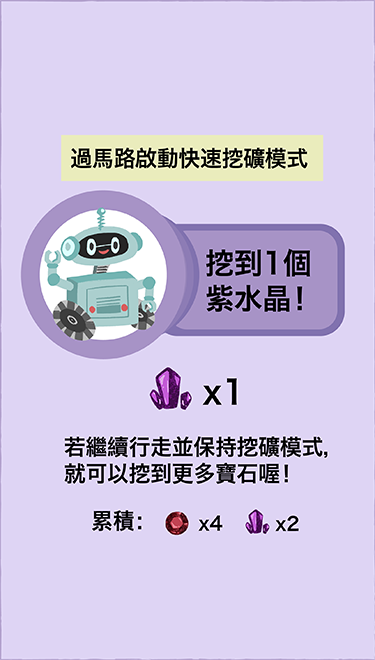 過馬路啟動快速挖礦模式
挖到1個
紫水晶！
x1
若繼續行走並保持挖礦模式,
就可以挖到更多寶石喔！
累積： x4 x2